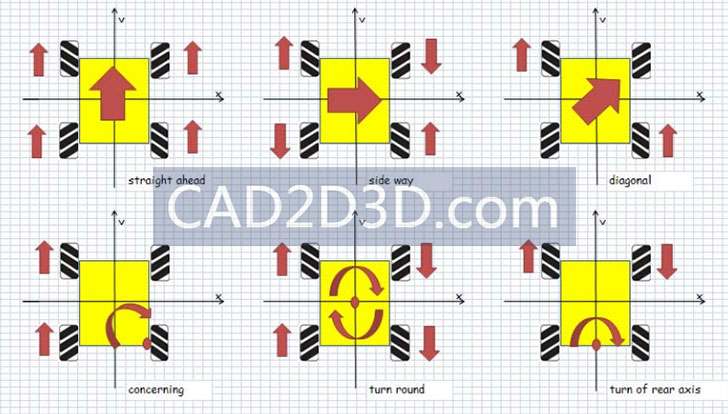 v
v
v
x
x
x
straight ahead
side way
diagonal
CAD2D3D.com
v
v
v
x
x
x
concerning
turn round
turn of rear axis